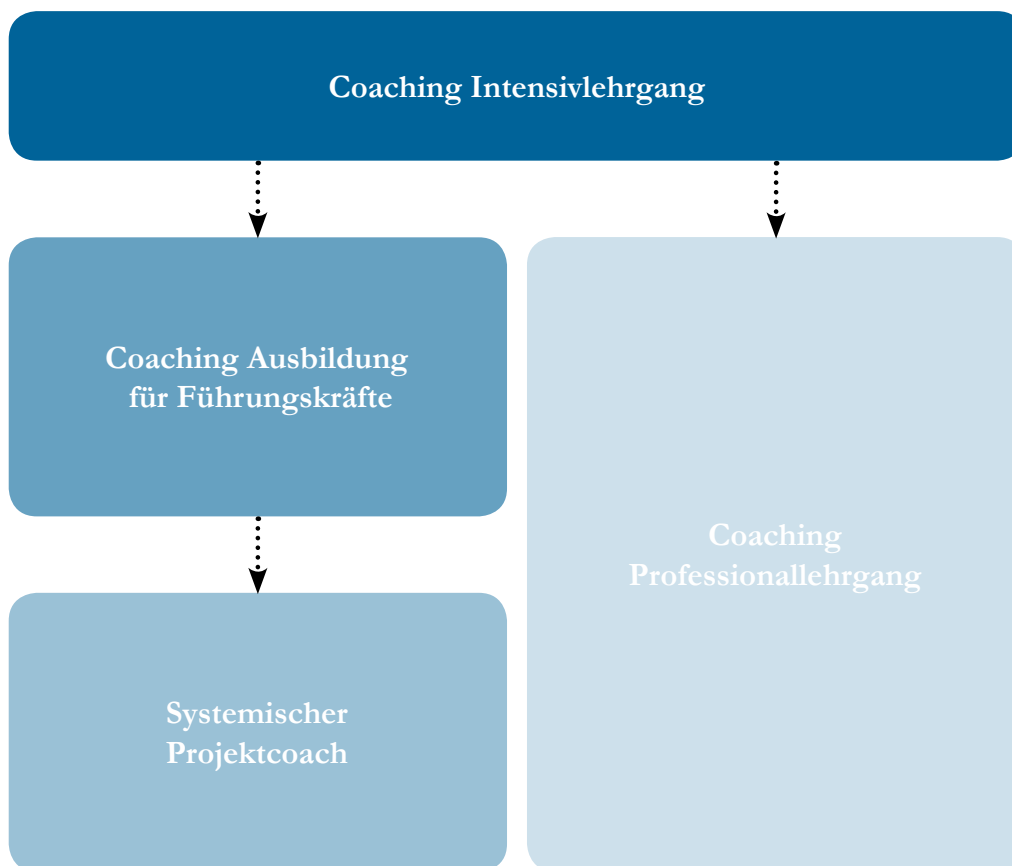 Coaching Intensivlehrgang
Coaching Ausbildung
für Führungskräfte
Coaching
Professionallehrgang
Systemischer
Projektcoach